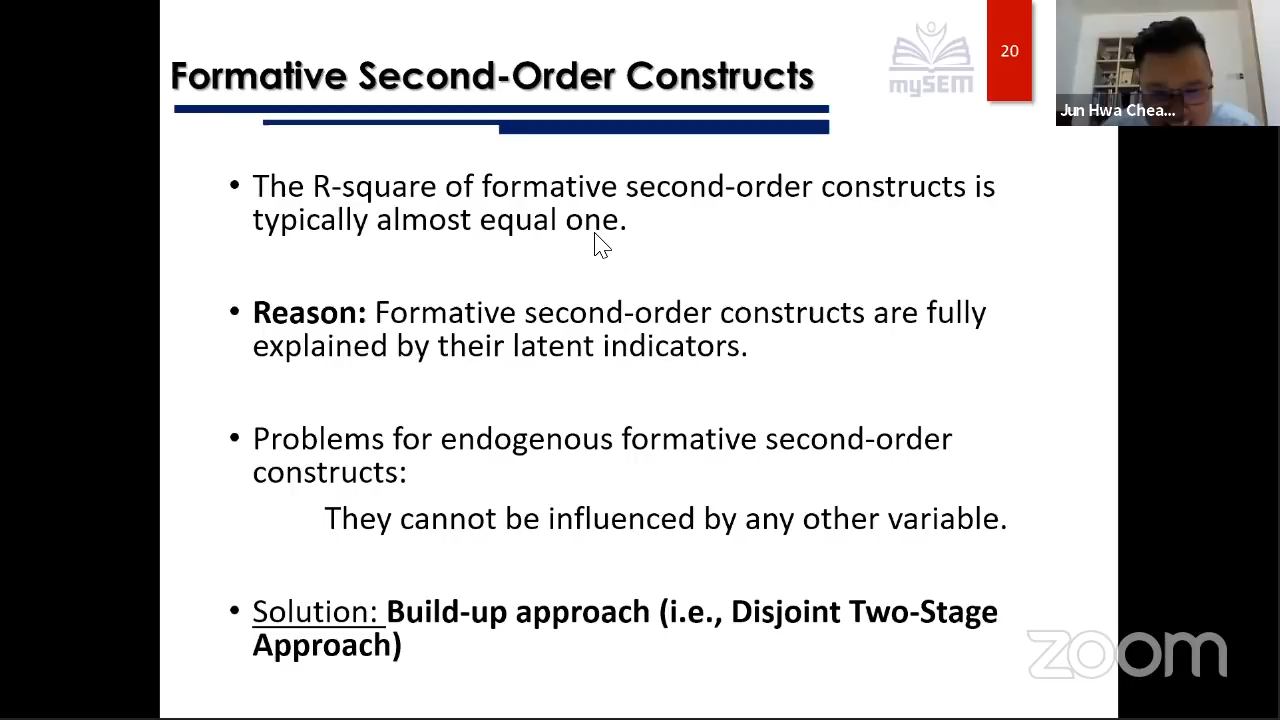 Formative Second-Order Constructs
mySEM
20
Jun Hwa Chea...
• The R-square of formative second-order constructs is
typically almost equal one.
• Reason: Formative second-order constructs are fully
explained by their latent indicators.
• Problems for endogenous formative second-order
constructs:
They cannot be influenced by any other variable.
• Solution: Build-up approach (i.e., Disjoint Two-Stage
Approach)
zoom